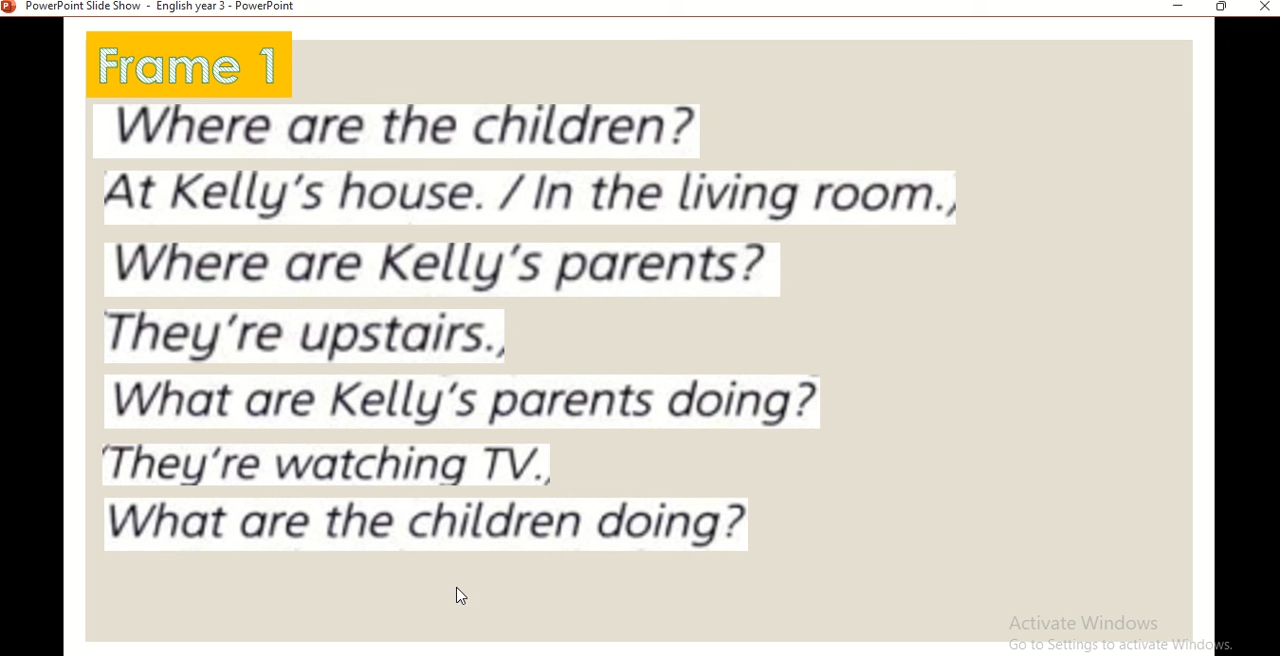 PowerPoint Slide Show - English year 3 - PowerPoint
Frame 1
Where are the children?
At Kelly's house. / In the living room.,
Where are Kelly's parents?
They're upstairs.,
What are Kelly's parents doing?
'They're watching TV.,
What are the children doing?
Activate Windows
Go to Settings to activate Windows.